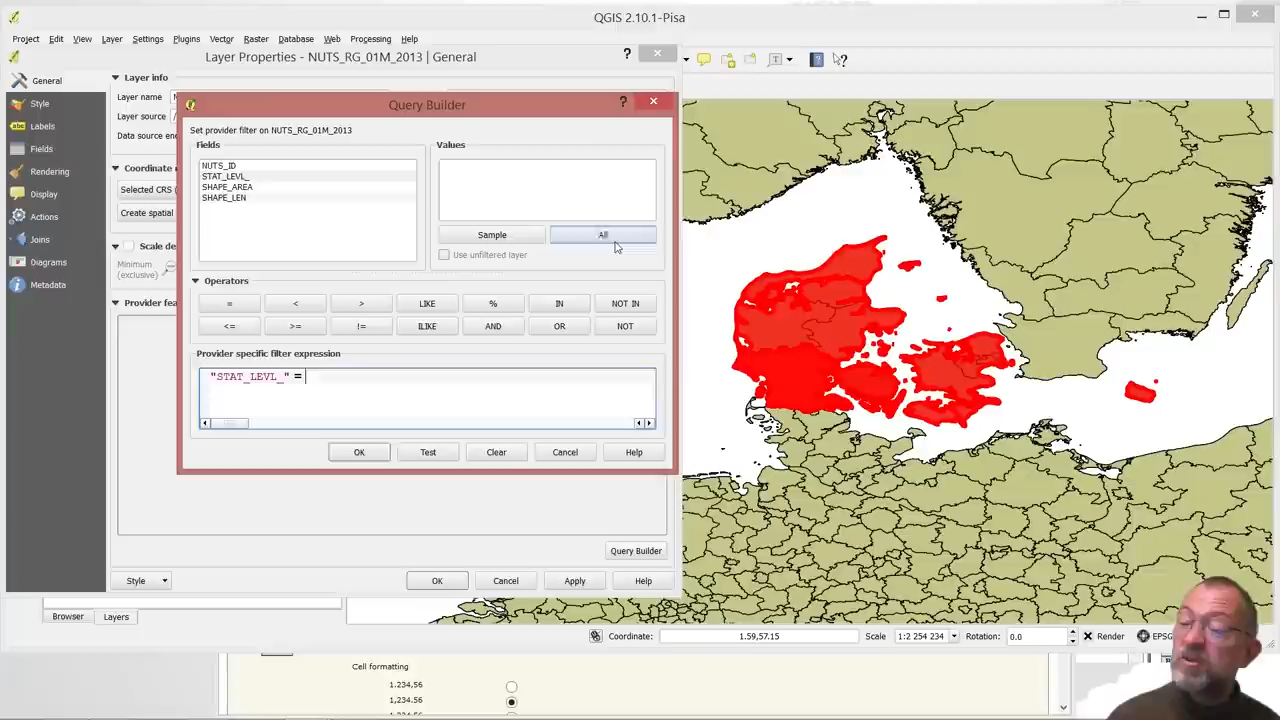 QGIS 2.10.1-Pisa
Project Edit View Layer Settings Plugins Vector Raster Database Web Processing Help
Layer Properties - NUTS_RG_01M_2013 | General
General
Style
Labels
Fields
Rendering
Display
Actions
Joins
Diagrams
Metadata
Layer info
Layer name
Layer source
Data source
Coordinate
Selected CRS
Create spatial
Scale
Minimum
(exclusive)
Provider
Query Builder
Set provider filter on NUTS_RG_01M_2013
Fields
NUTS_ID
STAT_LEVL_
SHAPE_AREA
SHAPE_LEN
Values
Sample All
Use unfiltered layer
Operators
= < > LIKE % IN NOT IN
<= >= != ILIKE AND OR NOT
Provider specific filter expression
"STAT_LEVL_" =
OK Test Clear Cancel Help
Query Builder
Style OK Cancel Apply Help
Browser Layers
Coordinate: 1.59,57.15 Scale 1:2 254 234 Rotation: 0.0 Render EPSG
Cell formatting
1.234,56
1,234.56